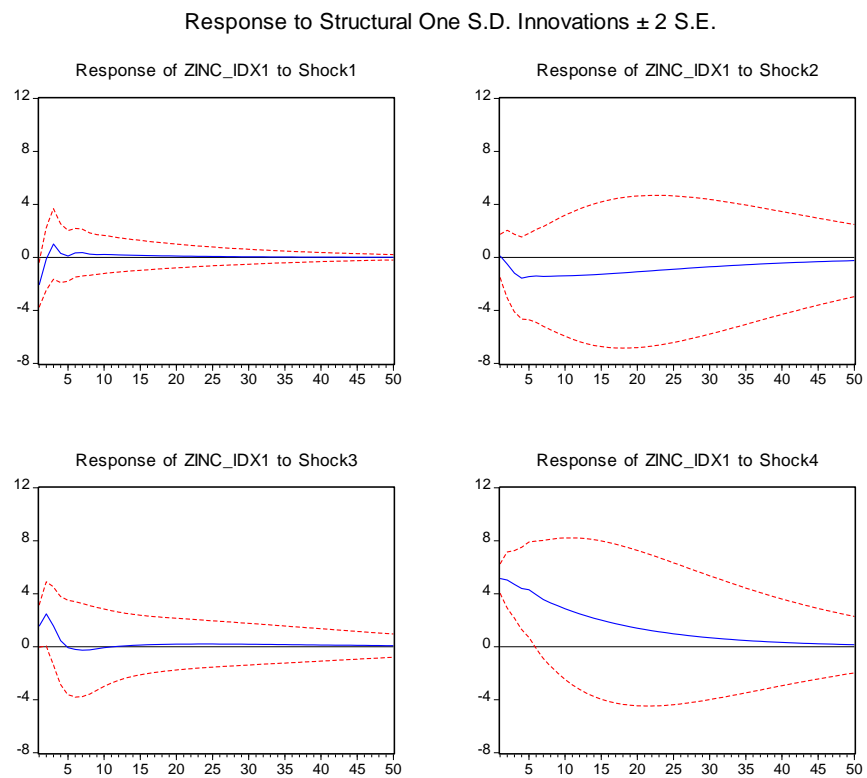 Response to Structural One S.D. Innovations ± 2 S.E.
Response of ZINC_IDX1 to Shock1
12
8
4
0
-4
-8
5 10 15 20 25 30 35 40 45 50
Response of ZINC_IDX1 to Shock2
12
8
4
0
-4
-8
5 10 15 20 25 30 35 40 45 50
Response of ZINC_IDX1 to Shock3
12
8
4
0
-4
-8
5 10 15 20 25 30 35 40 45 50
Response of ZINC_IDX1 to Shock4
12
8
4
0
-4
-8
5 10 15 20 25 30 35 40 45 50